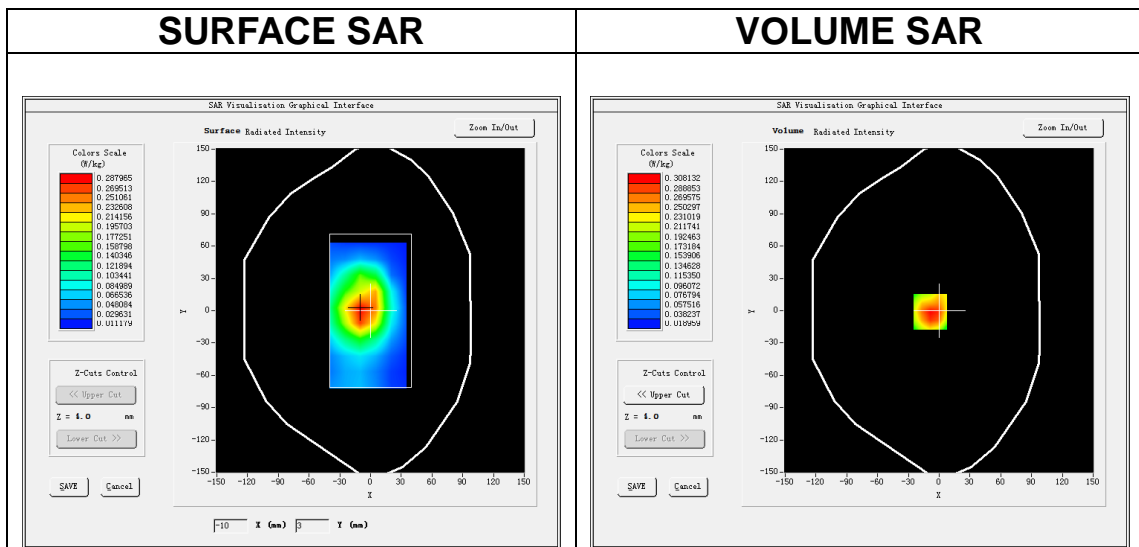 SURFACE SAR
VOLUME SAR
SAR Visualisation Graphical Interface
Surface Radiated Intensity
Zoom In/Out
Colors Scale
(W/kg)
0.287965
0.269513
0.251061
0.232608
0.214156
0.195703
0.177251
0.158798
0.140346
0.121894
0.103441
0.084989
0.066536
0.048084
0.029631
0.011179
150
120
90
60
30
0
-30
-60
-90
-120
-150
Y
-150 -120 -90 -60 -30 0 30 60 90 120 150
X
Z-Cuts Control
<< Upper Cut
Z = 4.0 mm
Lower Cut >>
SAVE Cancel
-10 X (mm) 3 Y (mm)
SAR Visualisation Graphical Interface
Volume Radiated Intensity
Zoom In/Out
Colors Scale
(W/kg)
0.308132
0.288853
0.269575
0.250297
0.231019
0.211741
0.192463
0.173184
0.153906
0.134628
0.115350
0.096072
0.076794
0.057516
0.038237
0.018959
150
120
90
60
30
0
-30
-60
-90
-120
-150
Y
-150 -120 -90 -60 -30 0 30 60 90 120 150
X
Z-Cuts Control
<< Upper Cut
Z = 4.0 mm
Lower Cut >>
SAVE Cancel